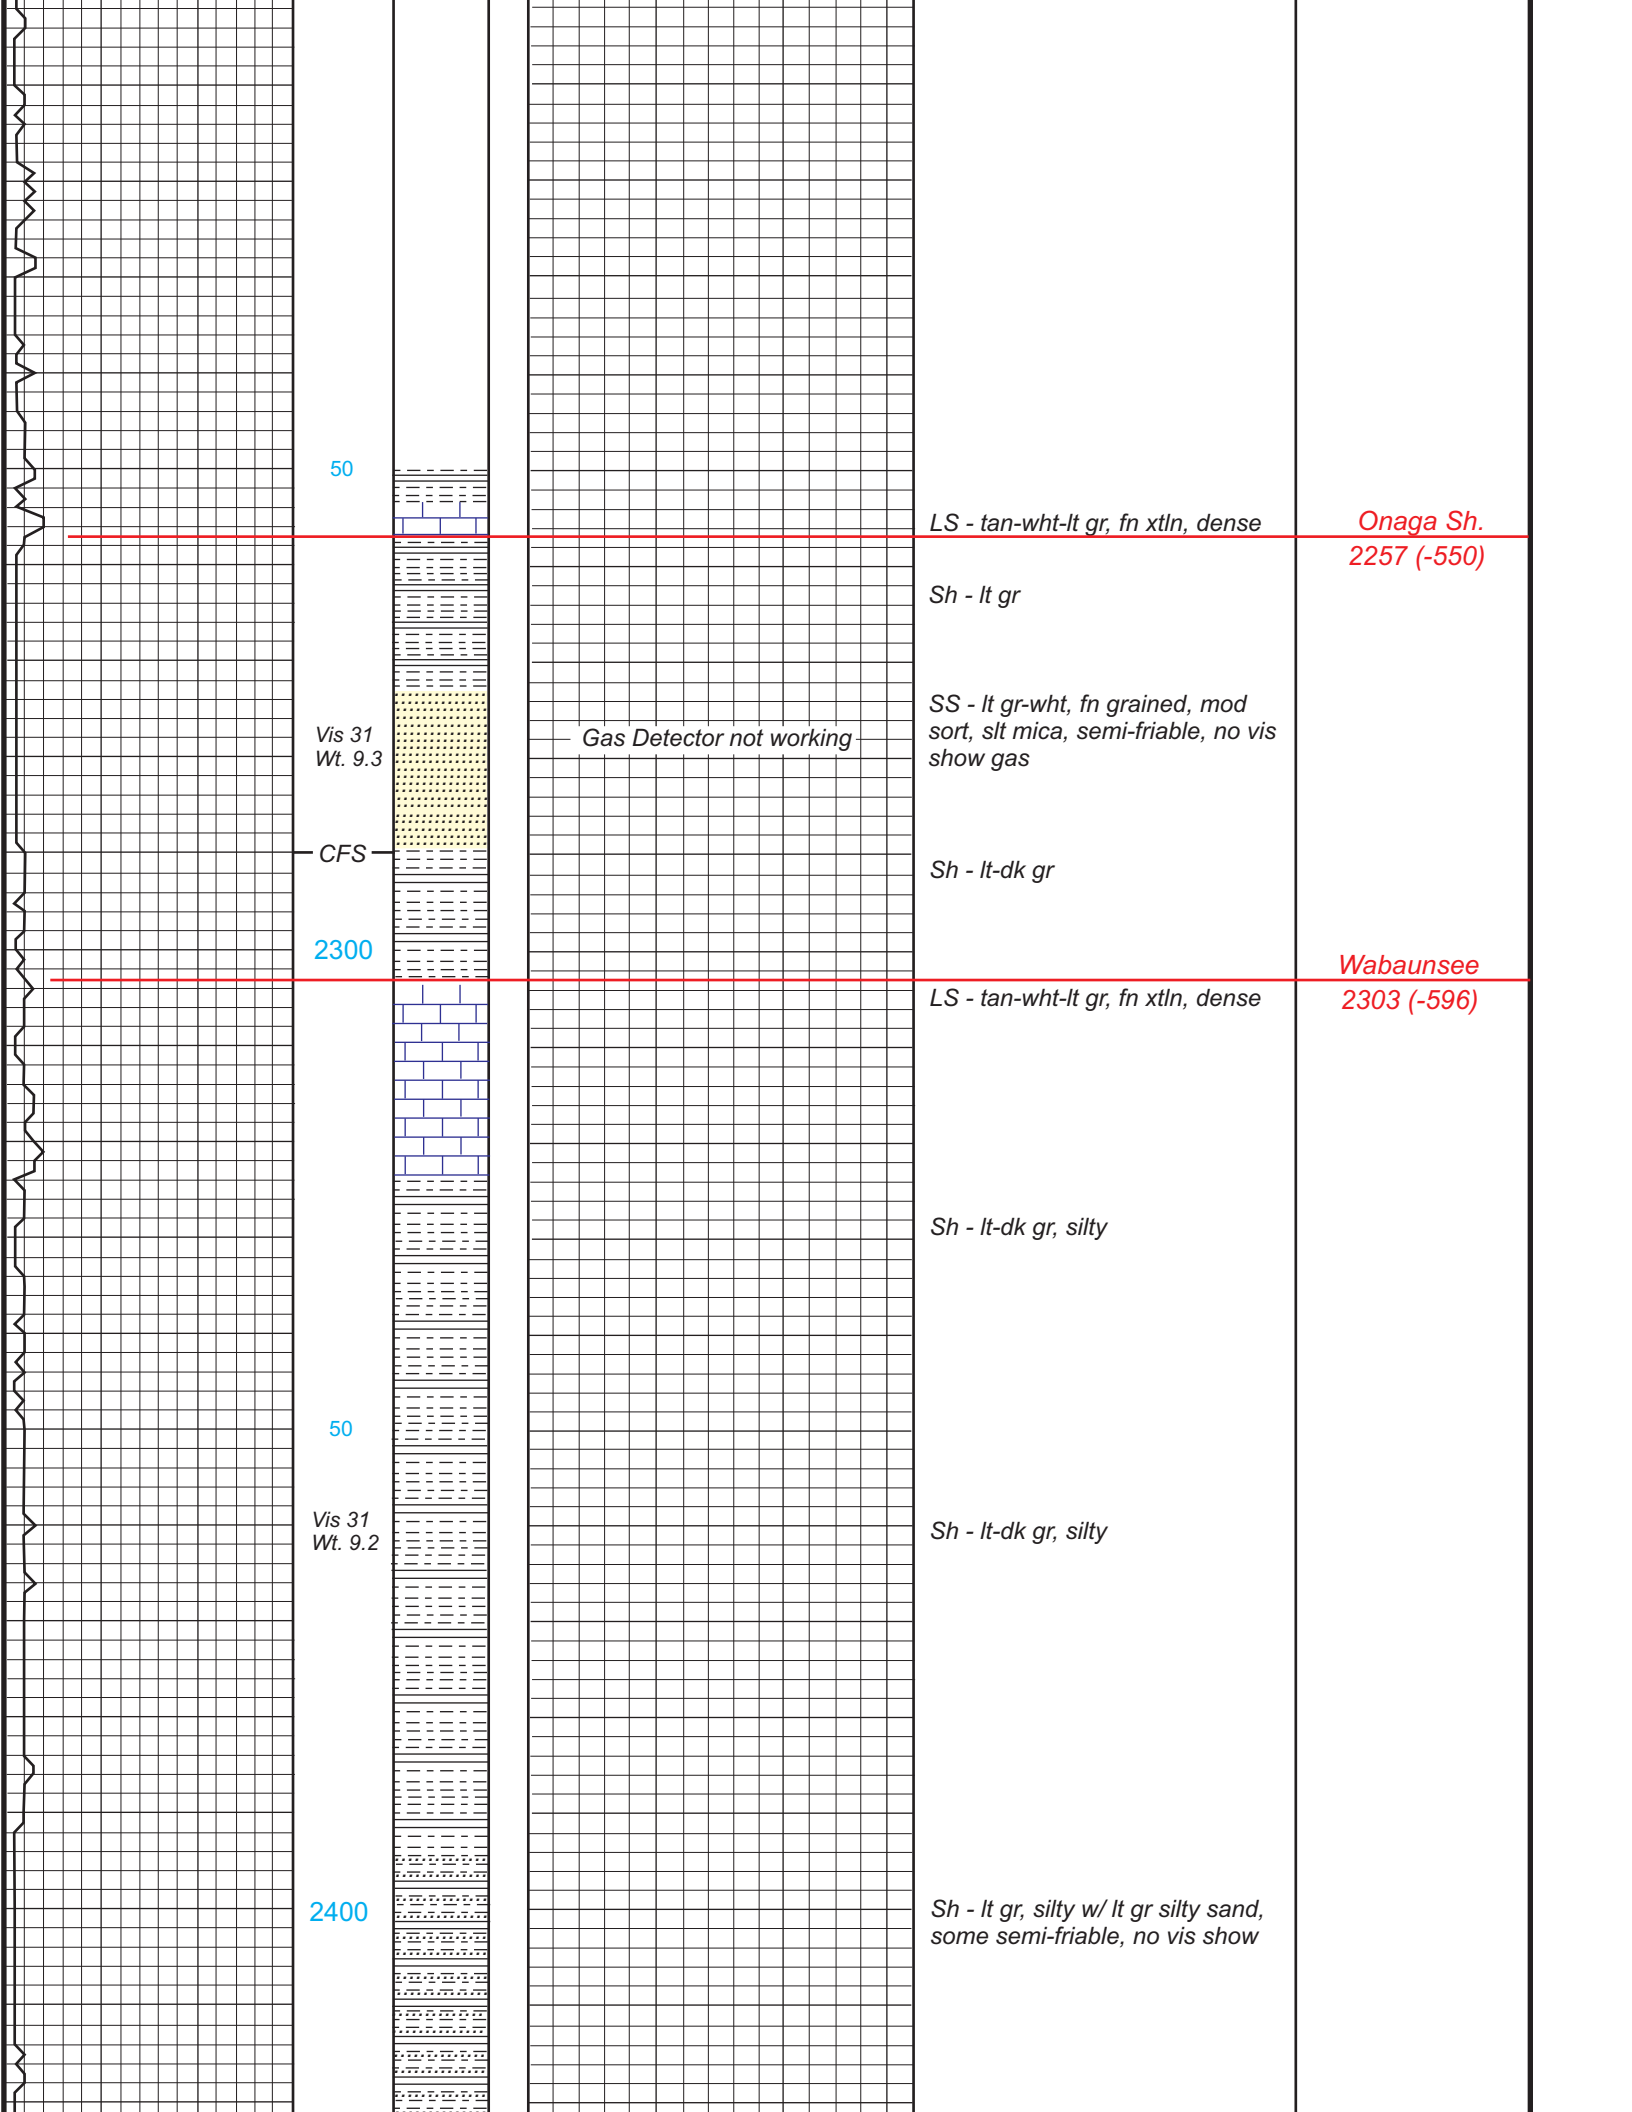 50
LS - tan-wht-lt gr, fn xtln, dense
Onaga Sh.
2257 (-550)
Sh - lt gr
SS - lt gr-wht, fn grained, mod
sort, slt mica, semi-friable, no vis
show gas
Vis 31
Wt. 9.3
Gas Detector not working
CFS
Sh - lt-dk gr
2300
Wabaunsee
2303 (-596)
LS - tan-wht-lt gr, fn xtln, dense
Sh - lt-dk gr, silty
50
Vis 31
Wt. 9.2
Sh - lt-dk gr, silty
2400
Sh - lt gr, silty w/ lt gr silty sand,
some semi-friable, no vis show